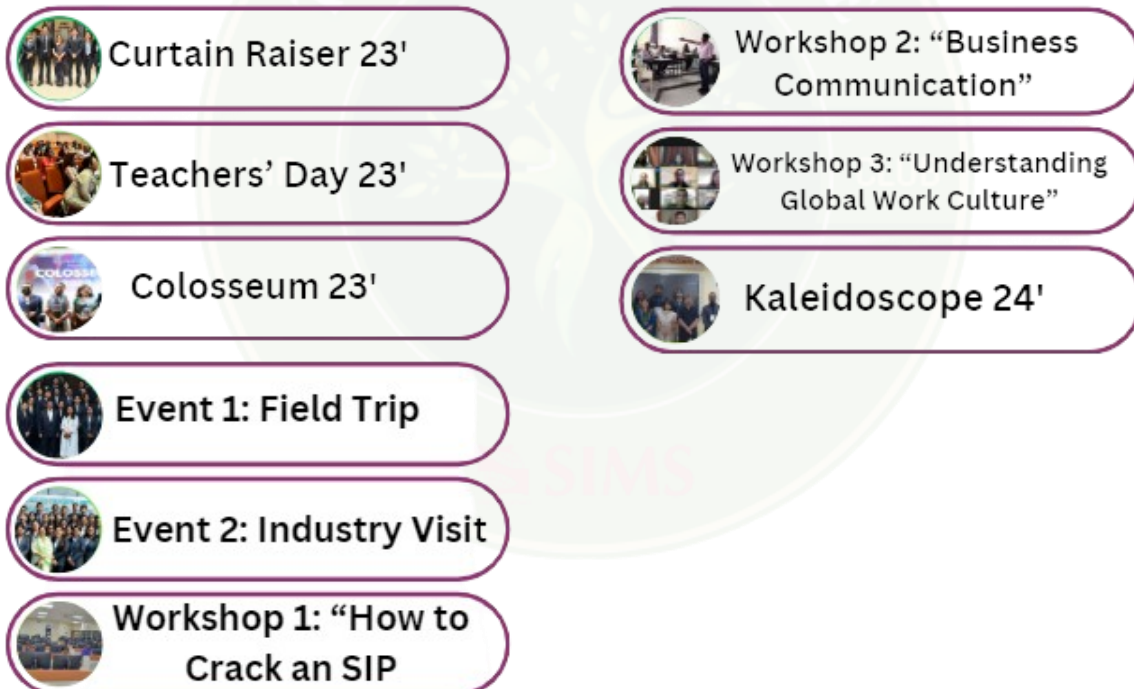 Curtain Raiser 23'
Teachers’ Day 23'
Colosseum 23'
COLOSSE
Event 1: Field Trip
Event 2: Industry Visit
Workshop 1: “How to
Crack an SIP
Workshop 2: “Business
Communication”
Workshop 3: “Understanding
Global Work Culture”
Kaleidoscope 24'
SIMS